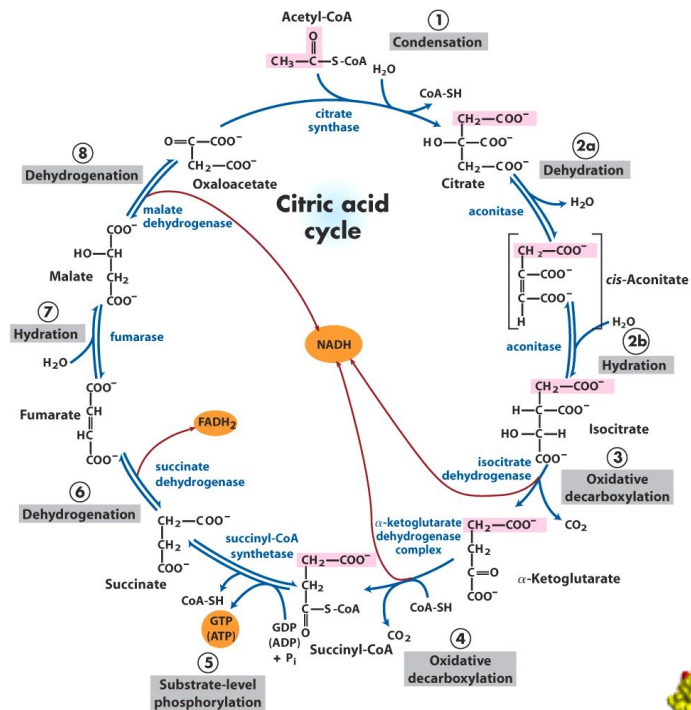 Citric acid
cycle
Acetyl-CoA
O
CH₃—C—S-CoA
①
Condensation
H₂O
CoA-SH
citrate
synthase
CH₂—COO⁻
HO—C—COO⁻
CH₂—COO⁻
Citrate
2a
Dehydration
H₂O
aconitase
CH₂—COO⁻
C—COO⁻
C—COO⁻
H
cis-Aconitate
H₂O
aconitase
2b
Hydration
CH₂—COO⁻
H—C—COO⁻
HO—C—H
COO⁻
Isocitrate
③
Oxidative
decarboxylation
isocitrate
dehydrogenase
CO₂
CH₂—COO⁻
CH₂
C=O
COO⁻
α-Ketoglutarate
α-ketoglutarate
dehydrogenase
complex
CoA-SH
CO₂
④
Oxidative
decarboxylation
CH₂—COO⁻
CH₂
C—S-CoA
O
Succinyl-CoA
succinyl-CoA
synthetase
GDP
(ADP)
+ Pᵢ
GTP
(ATP)
CoA-SH
⑤
Substrate-level
phosphorylation
CH₂—COO⁻
CH₂
COO⁻
Succinate
⑥
Dehydrogenation
succinate
dehydrogenase
FADH₂
COO⁻
CH
HC
COO⁻
Fumarate
⑦
Hydration
H₂O
fumarase
COO⁻
HO—CH
CH₂
COO⁻
Malate
⑧
Dehydrogenation
malate
dehydrogenase
O=C—COO⁻
CH₂—COO⁻
Oxaloacetate
NADH